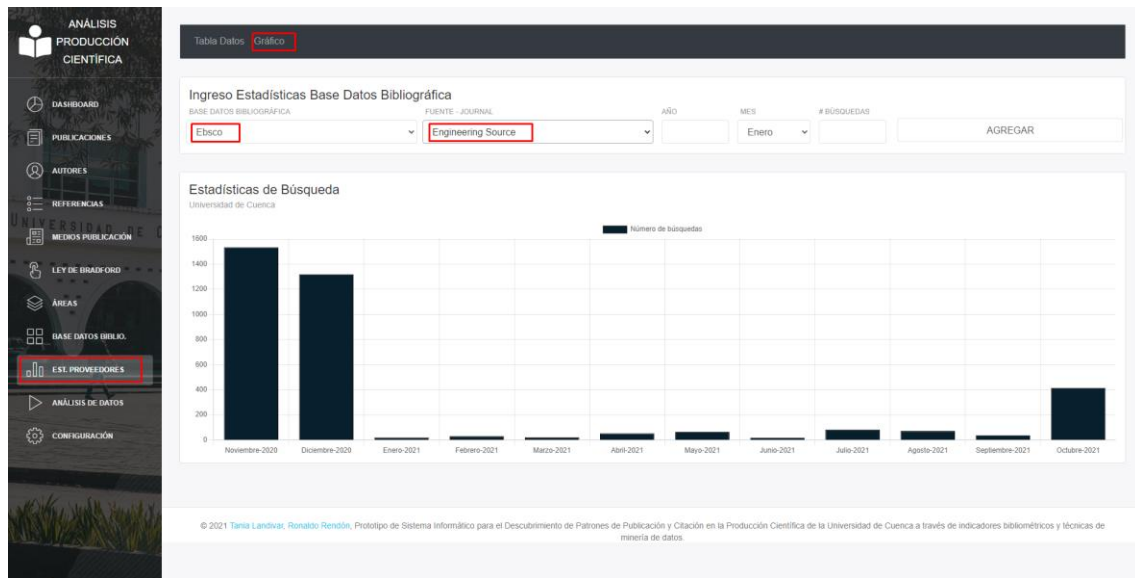 ANÁLISIS
PRODUCCIÓN
CIENTÍFICA
DASHBOARD
PUBLICACIONES
AUTORES
REFERENCIAS
UNIVERSIDAD DE C
MEDIOS PUBLICACIÓN
LEY DE BRADFORD
ÁREAS
BASE DATOS BIBLIO.
EST. PROVEEDORES
ANÁLISIS DE DATOS
CONFIGURACIÓN
Tabla Datos Gráfico
Ingreso Estadísticas Base Datos Bibliográfica
BASE DATOS BIBLIOGRÁFICA FUENTE - JOURNAL AÑO MES # BÚSQUEDAS
Ebsco Engineering Source Enero AGREGAR
Estadísticas de Búsqueda
Universidad de Cuenca
Número de búsquedas
1600
1400
1200
1000
800
600
400
200
0
Noviembre-2020 Diciembre-2020 Enero-2021 Febrero-2021 Marzo-2021 Abril-2021 Mayo-2021 Junio-2021 Julio-2021 Agosto-2021 Septiembre-2021 Octubre-2021
© 2021 Tania Landivar, Ronaldo Rendón, Prototipo de Sistema Informático para el Descubrimiento de Patrones de Publicación y Citación en la Producción Científica de la Universidad de Cuenca a través de indicadores bibliométricos y técnicas de
minería de datos.